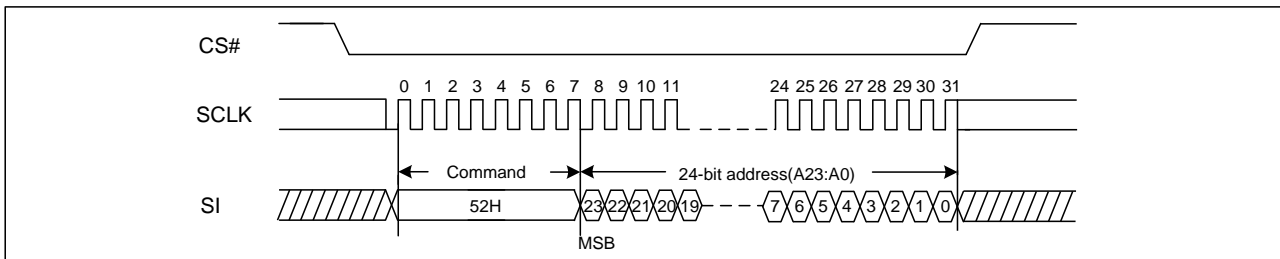 CS#
0 1 2 3 4 5 6 7 8 9 10 11 24 25 26 27 28 29 30 31
SCLK
Command 24-bit address(A23:A0)
SI 52H 23 22 21 20 19 7 6 5 4 3 2 1 0
MSB